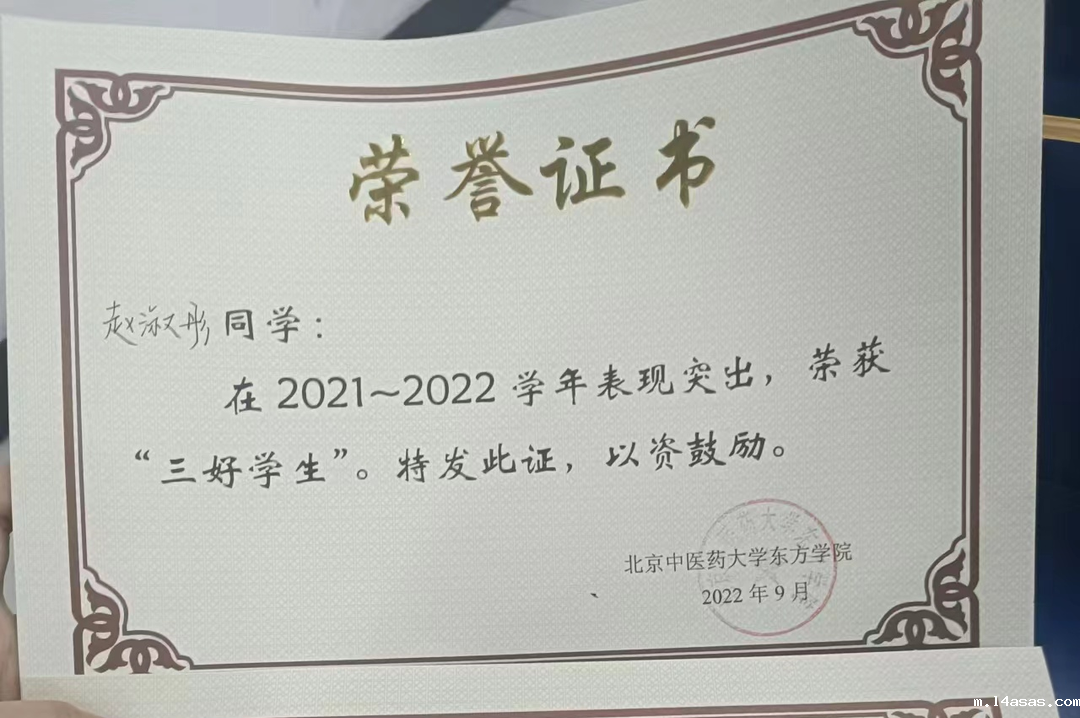 荣誉证书
赵淑彤同学：
在2021~2022学年表现突出，荣获
“三好学生”。特发此证，以资鼓励。
北京中医药大学东方学院
2022年9月
m.14asas.com